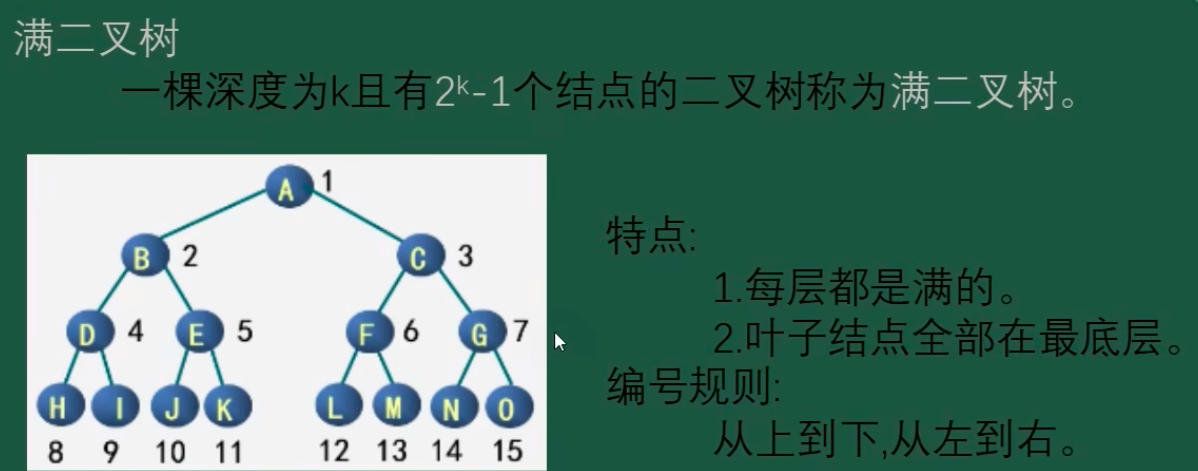 满二叉树
一棵深度为k且有2ᵏ-1个结点的二叉树称为满二叉树。
A 1
B 2 C 3
D 4 E 5 F 6 G 7
H I J K L M N O
8 9 10 11 12 13 14 15
特点:
1.每层都是满的。
2.叶子结点全部在最底层。
编号规则:
从上到下,从左到右。